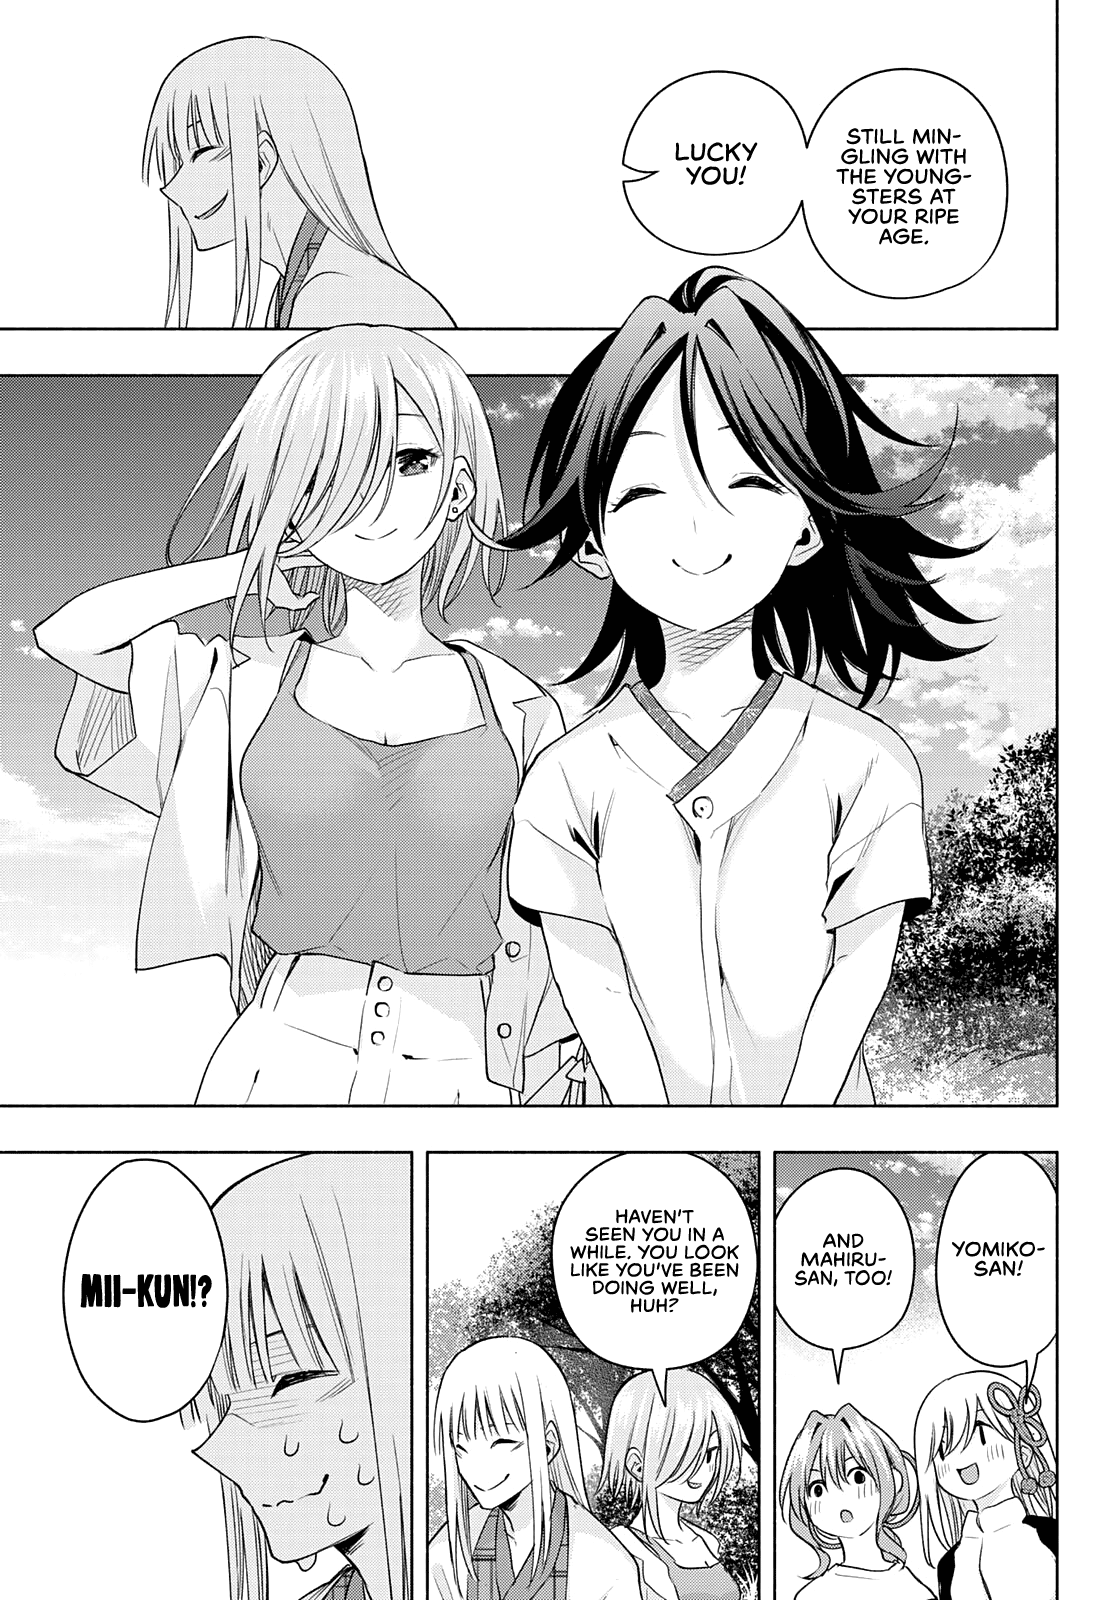 STILL MIN-
GLING WITH
THE YOUNG-
STERS AT
YOUR RIPE
AGE.
LUCKY
YOU!
YOMIKO-
SAN!
AND
MAHIRU-
SAN, TOO!
HAVEN'T
SEEN YOU IN A
WHILE. YOU LOOK
LIKE YOU'VE BEEN
DOING WELL,
HUH?
MII-KUN!?